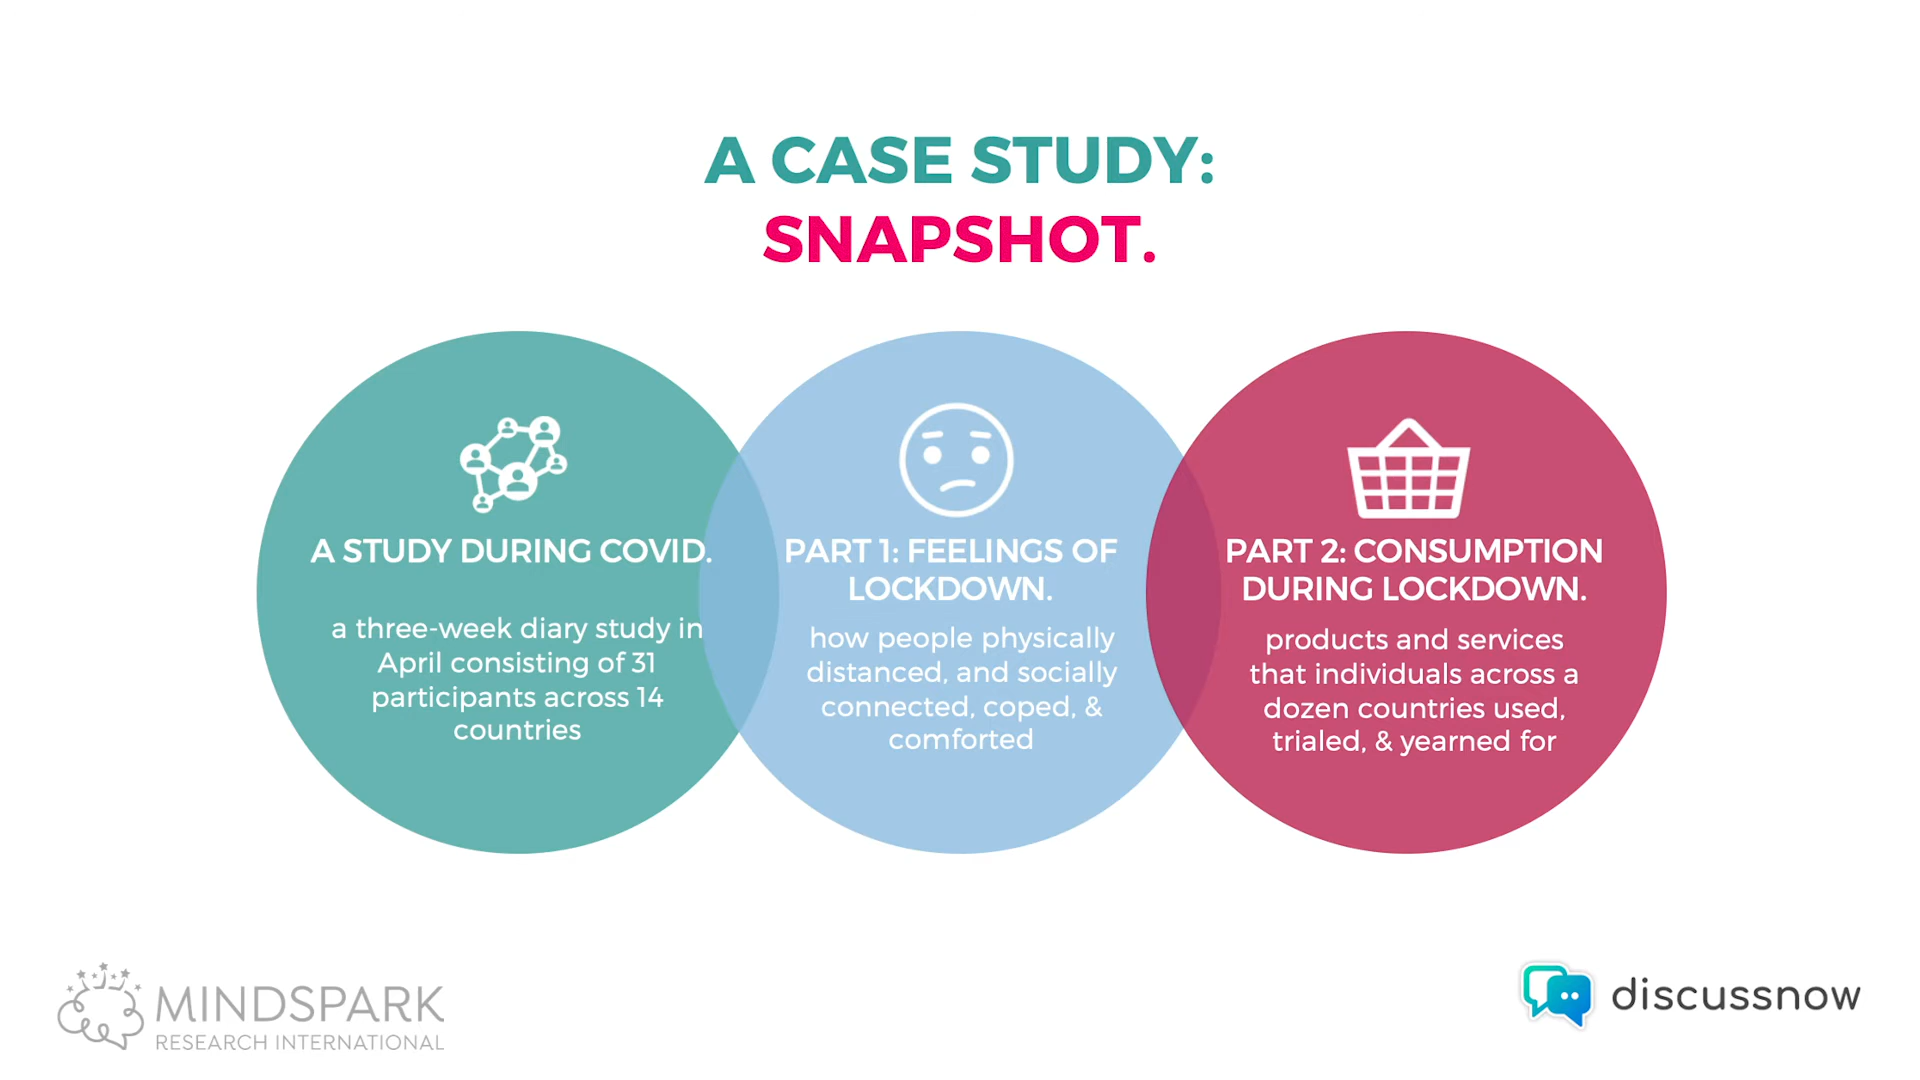 A CASE STUDY:
SNAPSHOT.
A STUDY DURING COVID.
a three-week diary study in
April consisting of 31
participants across 14
countries
PART 1: FEELINGS OF
LOCKDOWN.
how people physically
distanced, and socially
connected, coped, &
comforted
PART 2: CONSUMPTION
DURING LOCKDOWN.
products and services
that individuals across a
dozen countries used,
trialed, & yearned for
MINDSPARK
RESEARCH INTERNATIONAL
discussnow